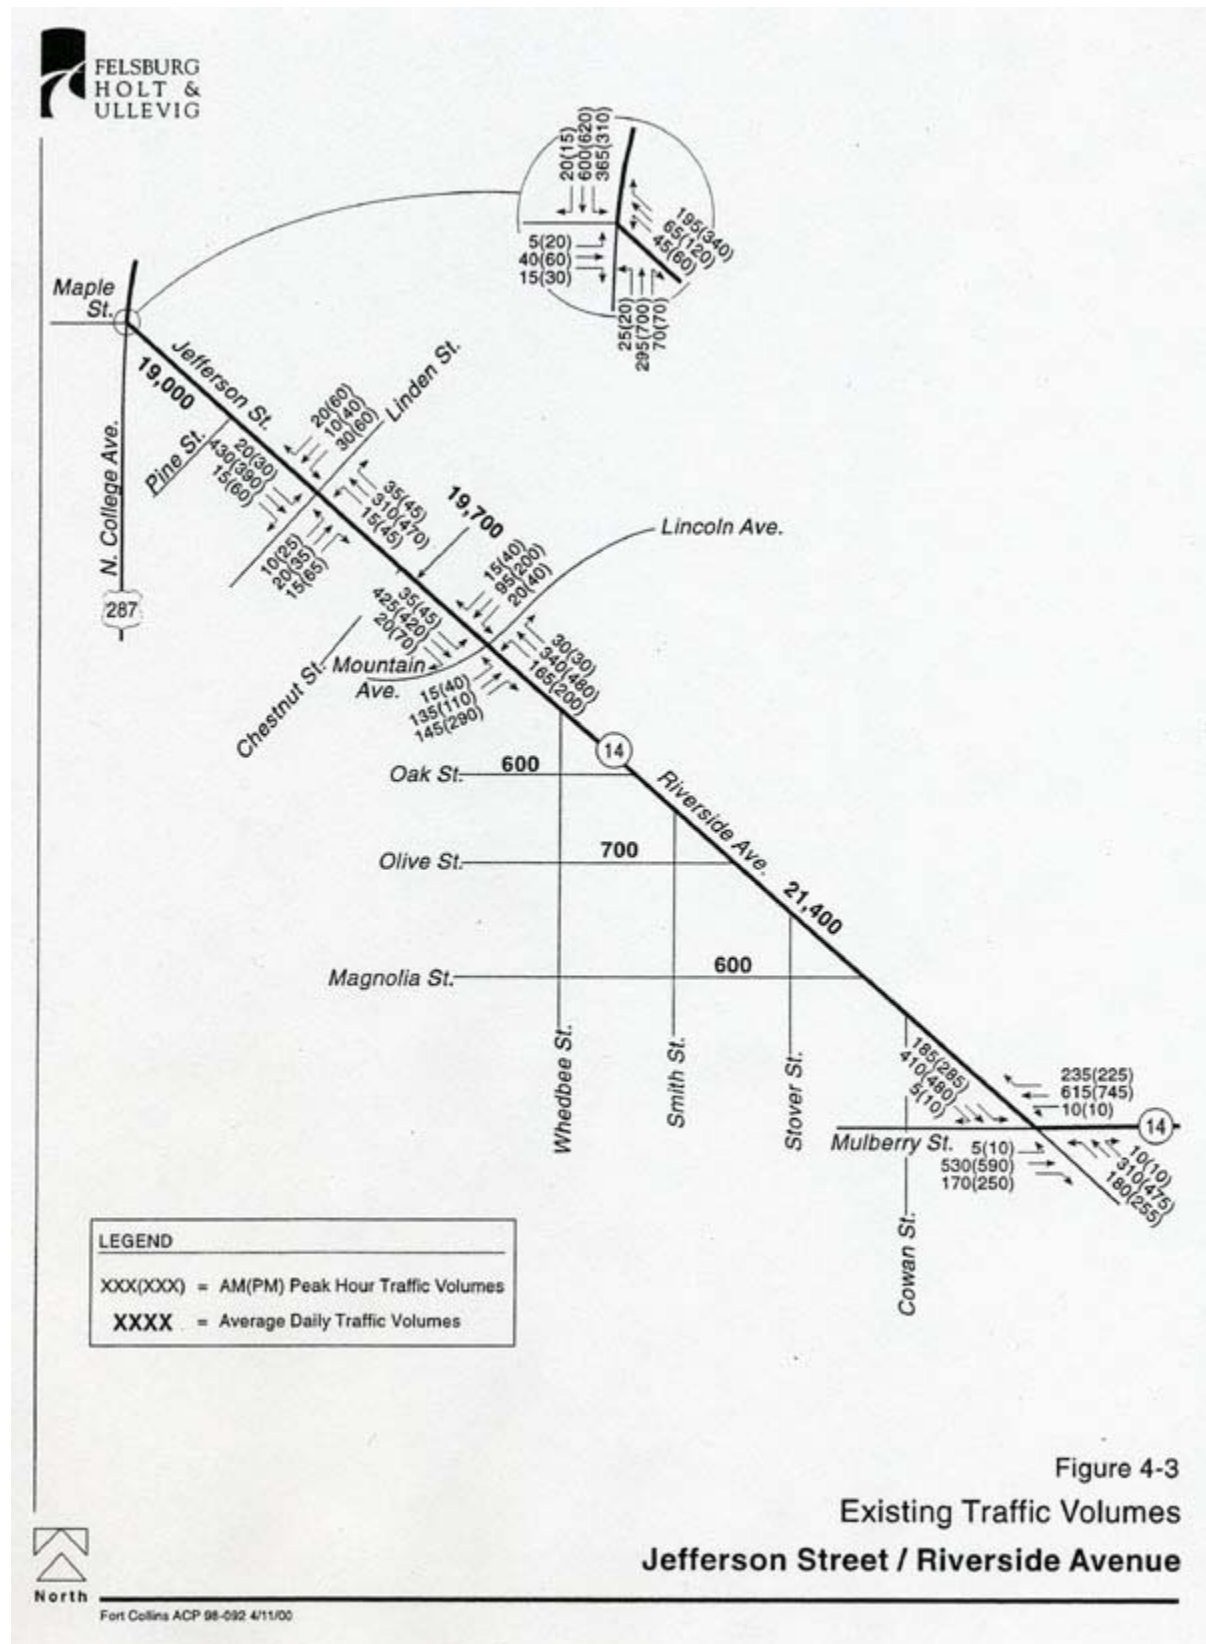 FELSBURG
HOLT &
ULLEVIG
20(15)
600(620)
365(310)
195(340)
65(120)
45(60)
5(20)
40(60)
15(30)
25(20)
295(700)
70(70)
Maple
St.
Jefferson St.
19,000
N. College Ave.
287
Pine St.
Linden St.
20(60)
10(40)
30(60)
20(30)
430(390)
15(60)
35(45)
310(470)
15(45)
10(25)
20(35)
15(65)
19,700
Lincoln Ave.
15(40)
95(200)
20(40)
35(45)
425(420)
20(70)
30(30)
340(480)
165(200)
Chestnut St.
Mountain
Ave.
15(40)
135(110)
145(290)
14
Oak St.
600
Riverside Ave.
Olive St.
700
21,400
Magnolia St.
600
Whedbee St.
Smith St.
Stover St.
Cowan St.
185(285)
410(480)
5(10)
235(225)
615(745)
10(10)
14
Mulberry St.
5(10)
530(590)
170(250)
10(10)
310(475)
180(255)
LEGEND
XXX(XXX) = AM(PM) Peak Hour Traffic Volumes
XXXX = Average Daily Traffic Volumes
Figure 4-3
Existing Traffic Volumes
Jefferson Street / Riverside Avenue
North
Fort Collins ACP 98-092 4/11/00